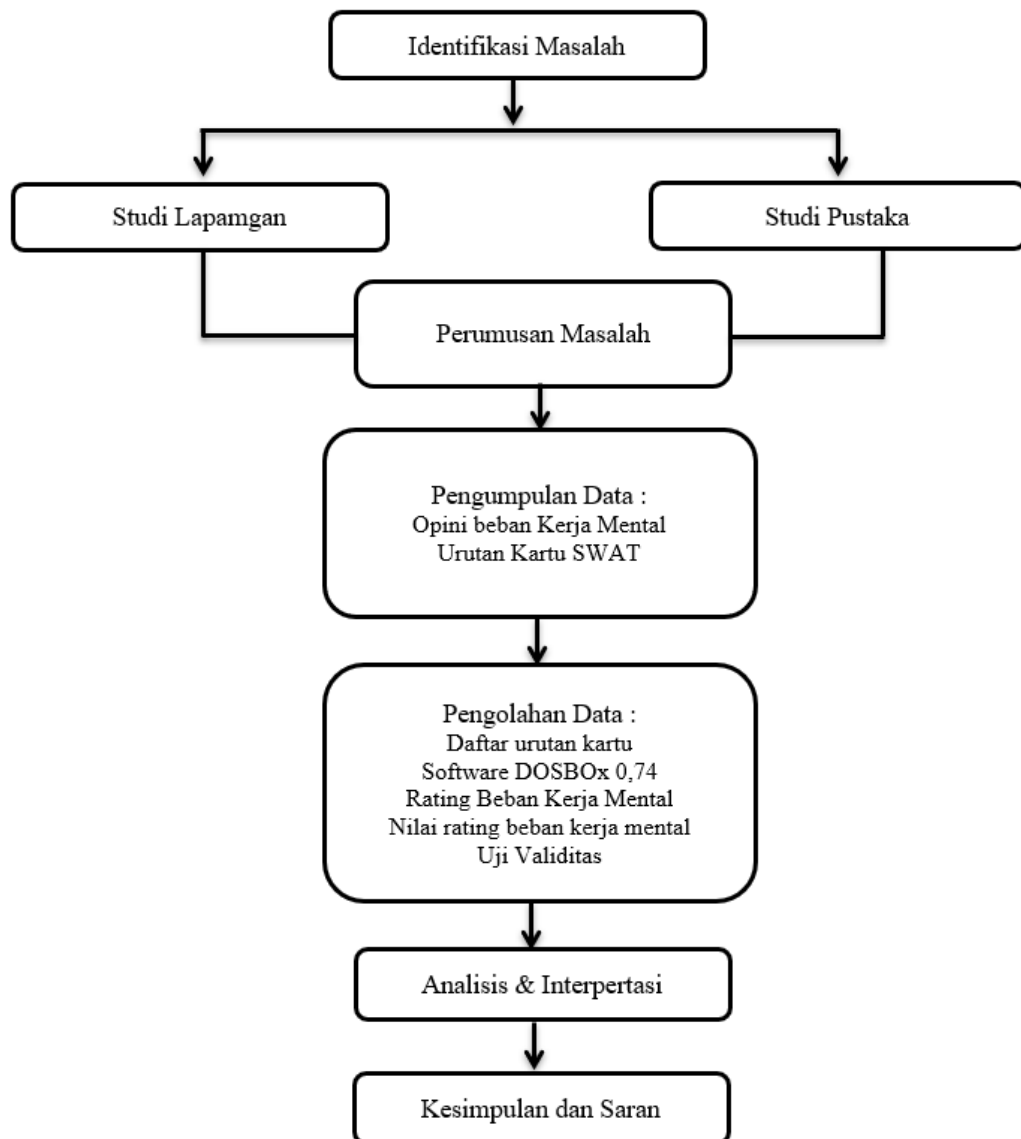 Identifikasi Masalah
Studi Lapamgan
Studi Pustaka
Perumusan Masalah
Pengumpulan Data :
Opini beban Kerja Mental
Urutan Kartu SWAT
Pengolahan Data :
Daftar urutan kartu
Software DOSBOx 0,74
Rating Beban Kerja Mental
Nilai rating beban kerja mental
Uji Validitas
Analisis & Interpertasi
Kesimpulan dan Saran